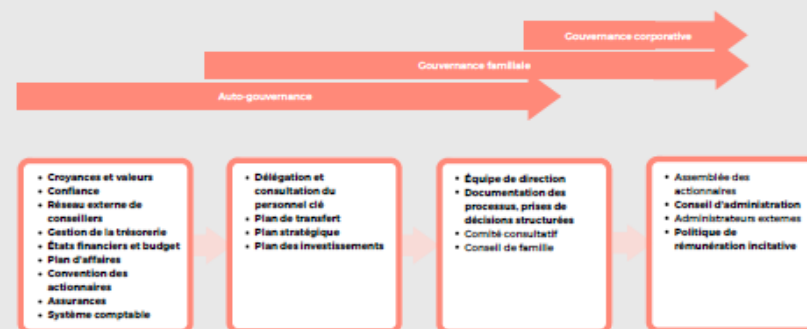 Gouvernance corporative
Gouvernance familiale
Auto-gouvernance
+ Croyances et valeurs
+ Confiance
+ Réseau externe de
conseillers
+ Gestion de la trésorerie
+ États financiers et budget
+ Plan d'affaires
+ Convention des
actionnaires
+ Assurances
+ Système comptable
+ Délégation et
consultation du
personnel clé
+ Plan de transfert
+ Plan stratégique
+ Plan des investissements
• Équipe de direction
• Documentation des
processus, prises de
décisions structurées
• Comité consultatif
• Conseil de famille
• Assemblée des
actionnaires
• Conseil d'administration
• Administrateurs externes
• Politique de
rémunération incitative